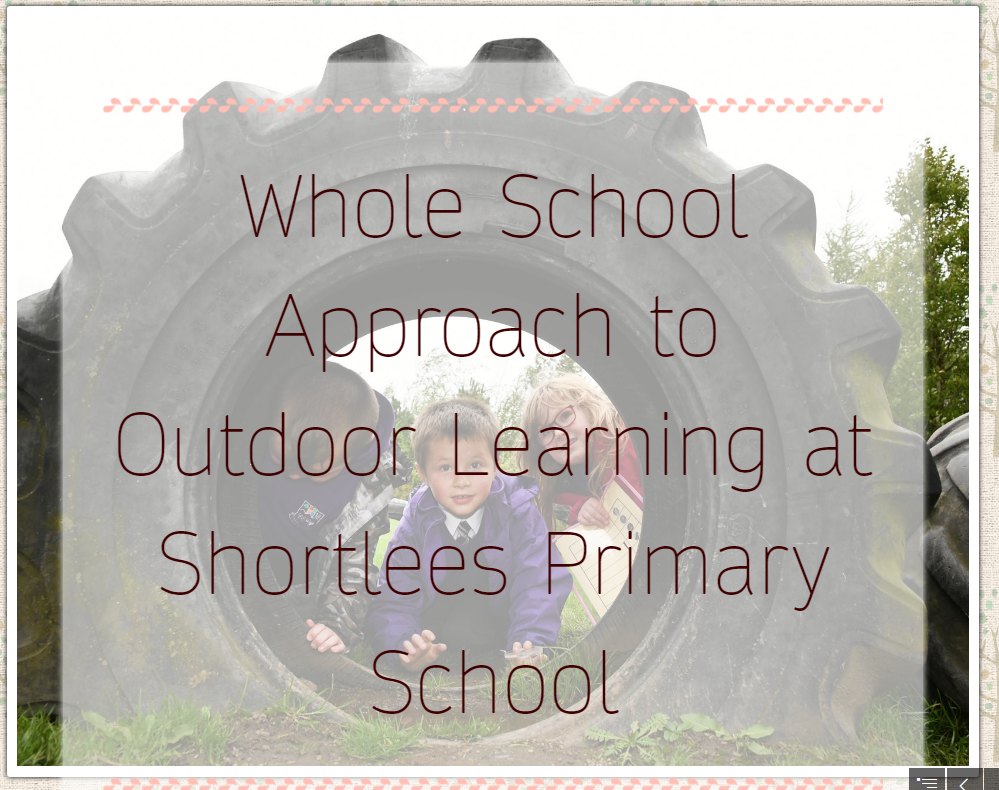 Whole School
Approach to
Outdoor Learning at
Shortlees Primary
School